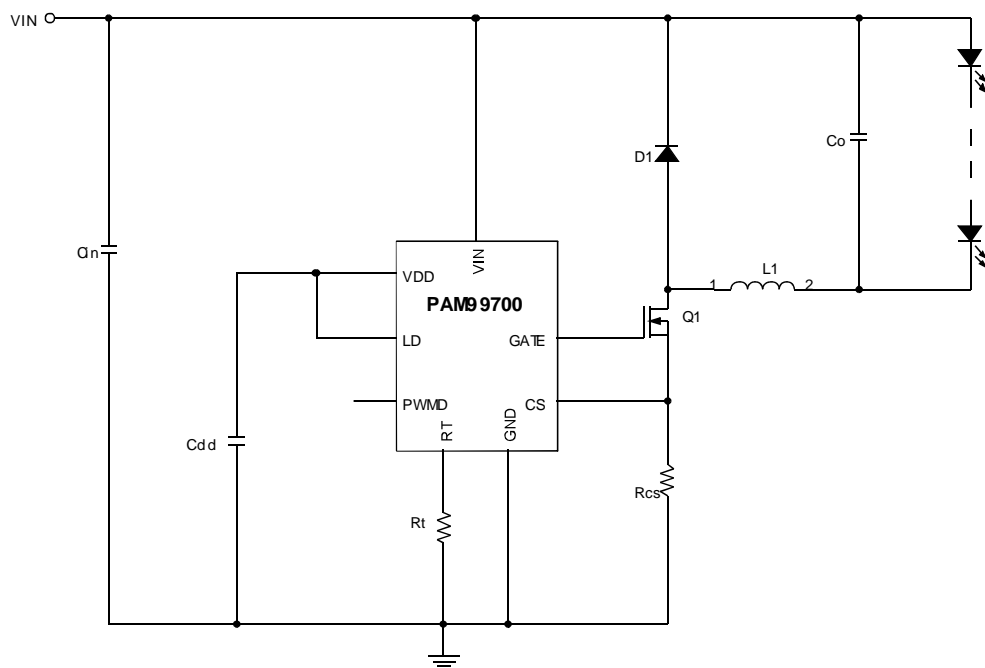 VIN
D1
Co
Cin
VIN
VDD
PAM99700
L1
1
2
LD
GATE
Q1
PWMD
CS
RT
GND
Cdd
Rcs
Rt